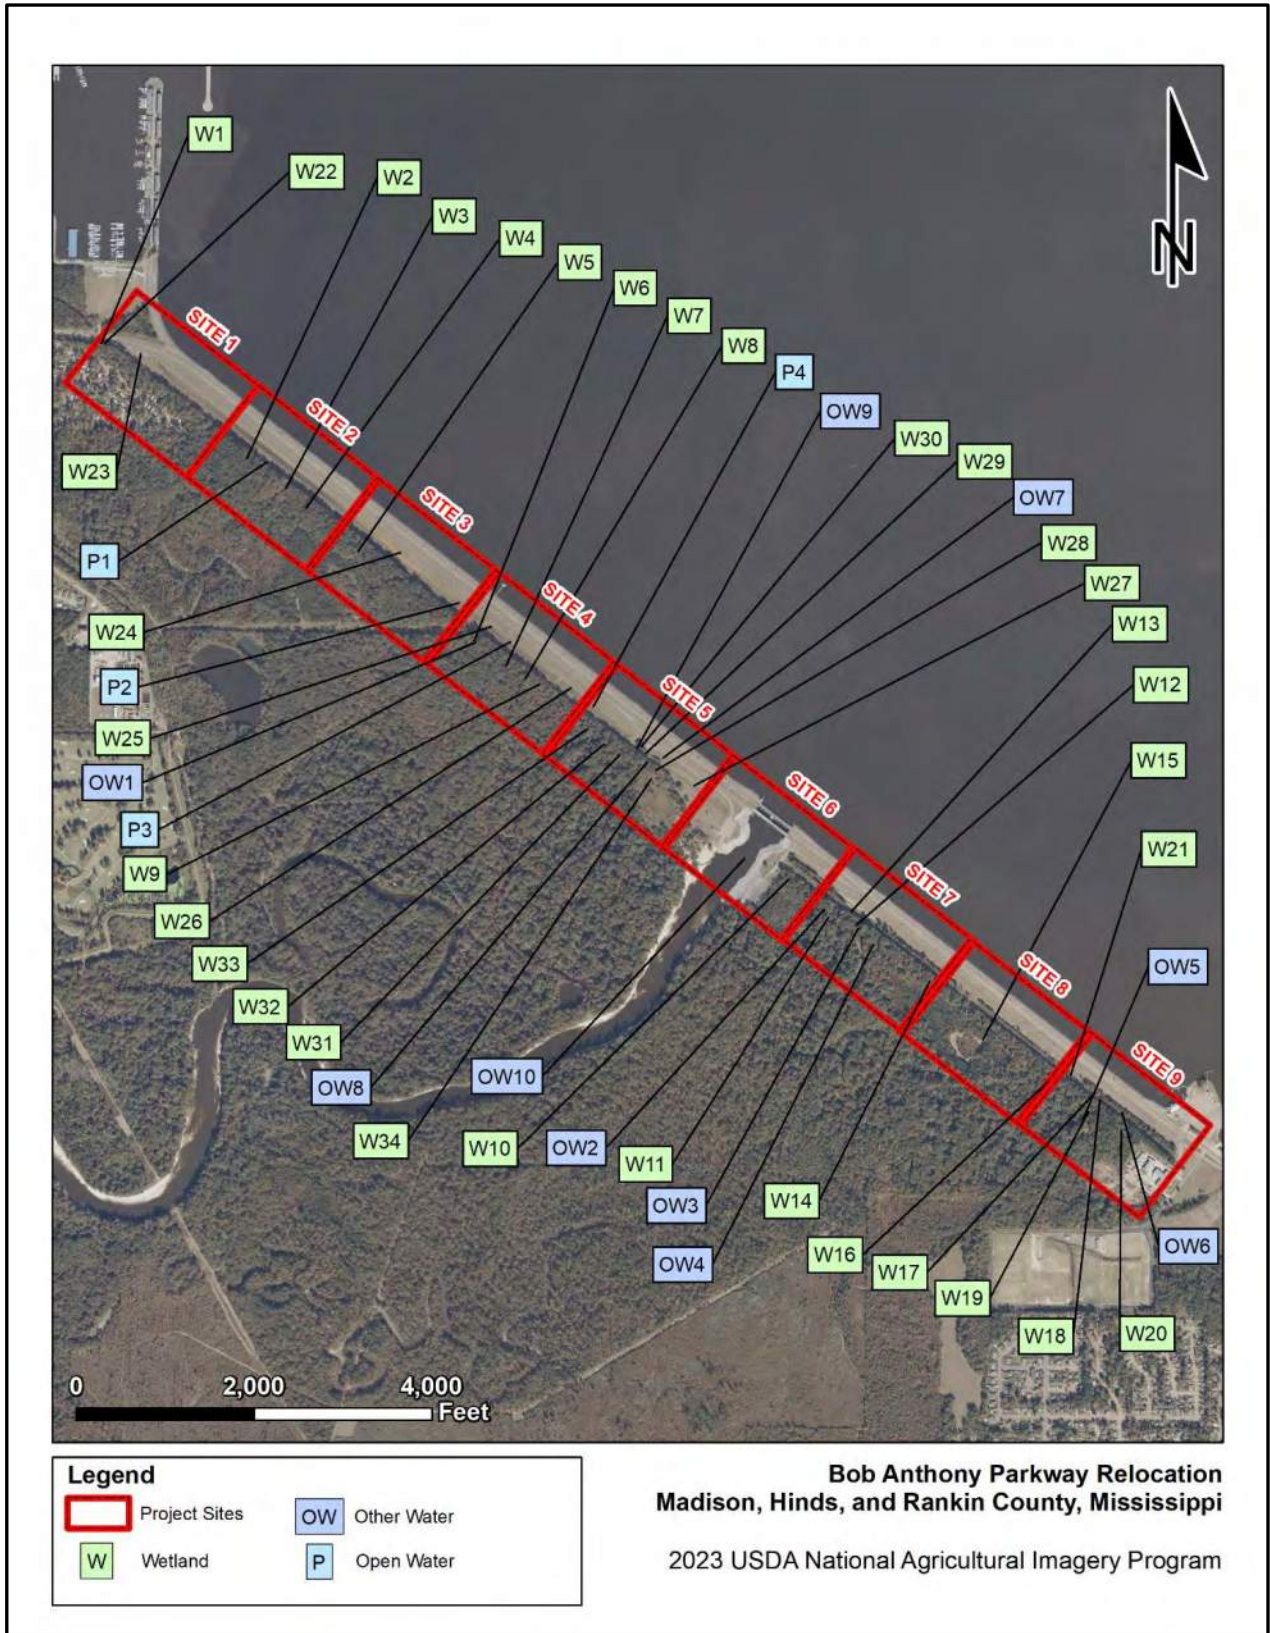 W1
W22
W2
W3
W4
W5
W6
W7
W8
P4
OW9
W30
W29
OW7
W28
W27
W13
W12
W15
W21
OW5
N
SITE 1
SITE 2
SITE 3
SITE 4
SITE 5
SITE 6
SITE 7
SITE 8
SITE 9
W23
P1
W24
P2
W25
OW1
P3
W9
W26
W33
W32
W31
OW8
W34
OW10
W10
OW2
W11
OW3
OW4
W14
W16
W17
W19
W18
W20
OW6
0 2,000 4,000
Feet
Legend
Project Sites
OW Other Water
W Wetland
P Open Water
Bob Anthony Parkway Relocation
Madison, Hinds, and Rankin County, Mississippi
2023 USDA National Agricultural Imagery Program